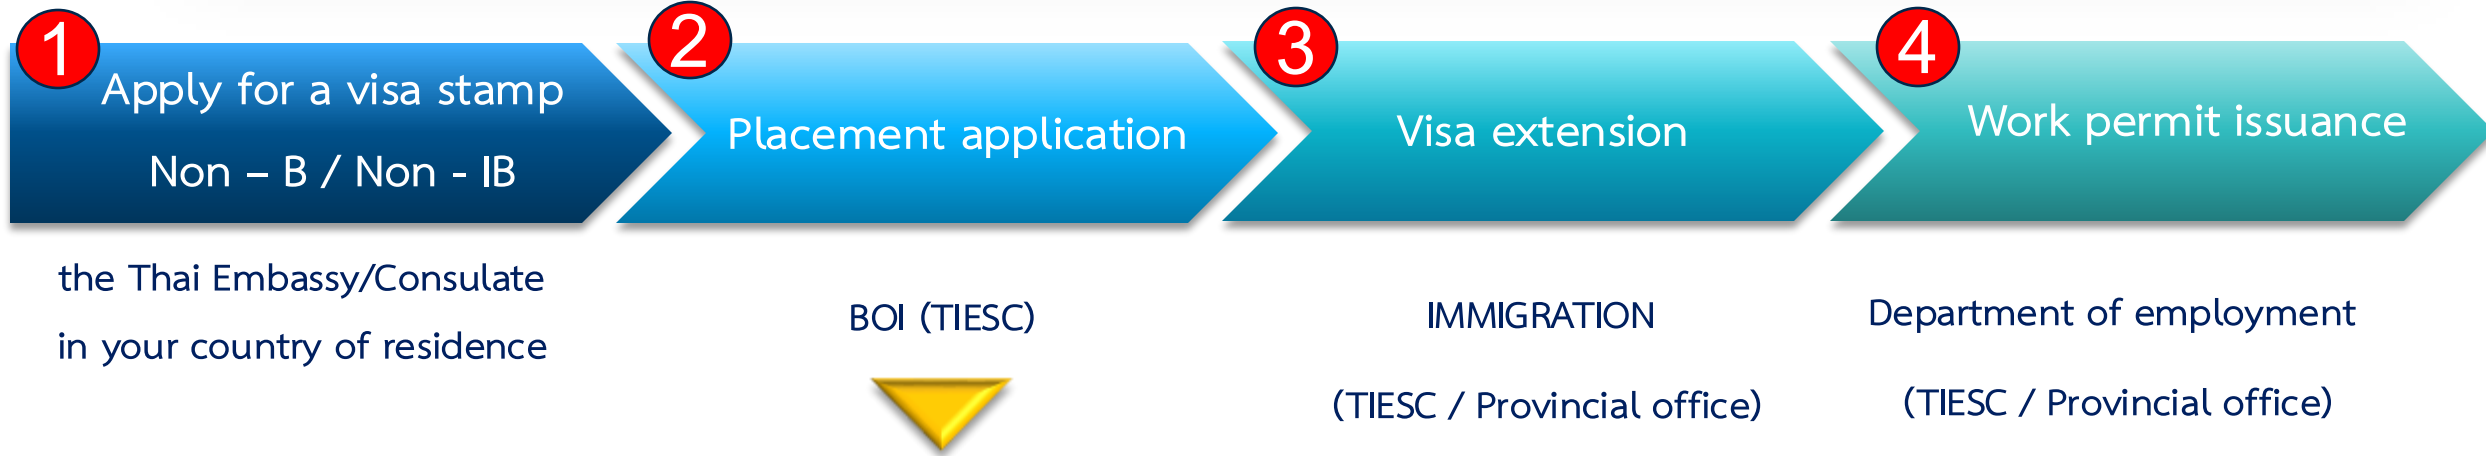 1
Apply for a visa stamp
Non – B / Non - IB
the Thai Embassy/Consulate
in your country of residence
2
Placement application
BOI (TIESC)
3
Visa extension
IMMIGRATION
(TIESC / Provincial office)
4
Work permit issuance
Department of employment
(TIESC / Provincial office)